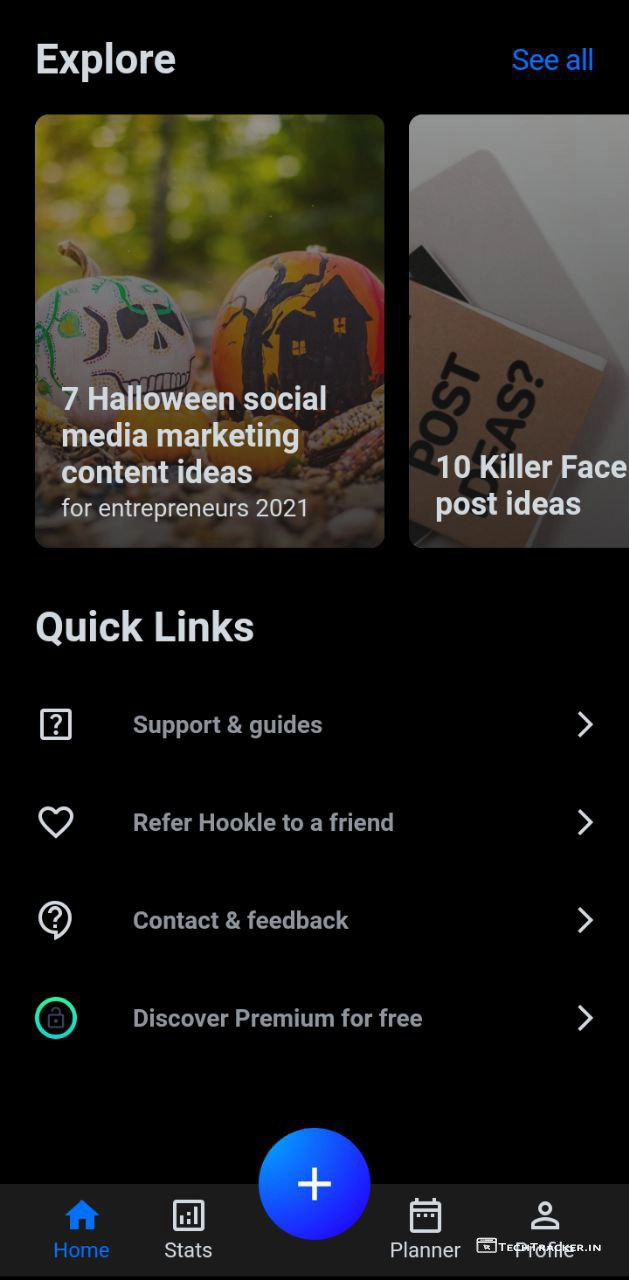 Explore
See all
7 Halloween social
media marketing
content ideas
for entrepreneurs 2021
POST
IDEAS?
10 Killer Face
post ideas
Quick Links
Support & guides
Refer Hookle to a friend
Contact & feedback
Discover Premium for free
Home
Stats
Planner
Profile
TechTracker.in